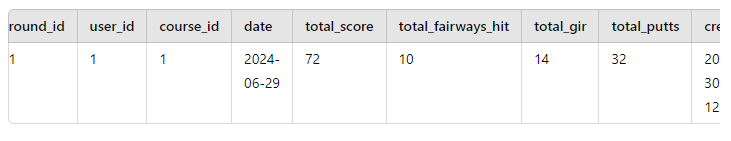 round_id user_id course_id date total_score total_fairways_hit total_gir total_putts cre
1 1 1 2024- 72 10 14 32 20
06-29 30
12